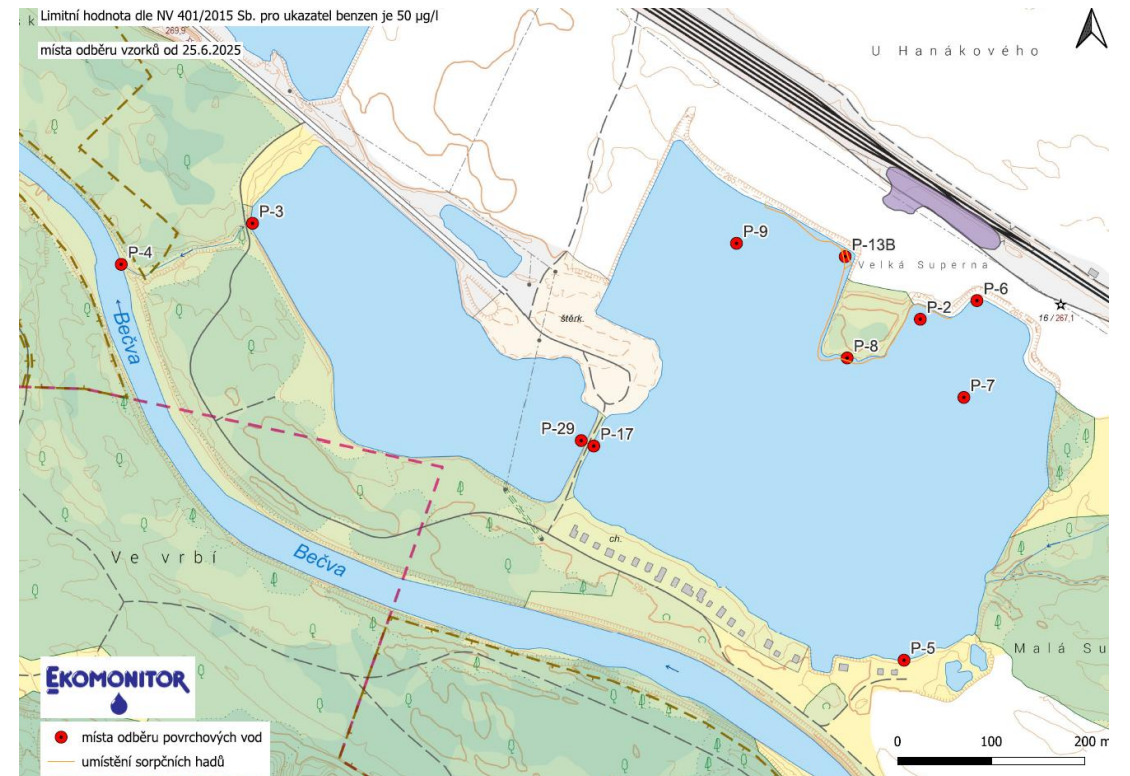 Limitní hodnota dle NV 401/2015 Sb. pro ukazatel benzen je 50 µg/l
místa odběru vzorků od 25.6.2025
269,9
U Hanákového
P-3
P-4
P-9
P-13B
Velká Superna
P-6
P-2
16 / 267,1
štěrk.
P-8
P-7
Bečva
P-29
P-17
ch.
Ve vrbí
Bečva
Malá Su
P-5
EKOMONITOR
místa odběru povrchových vod
umístění sorpčních hadů
0 100 200 m